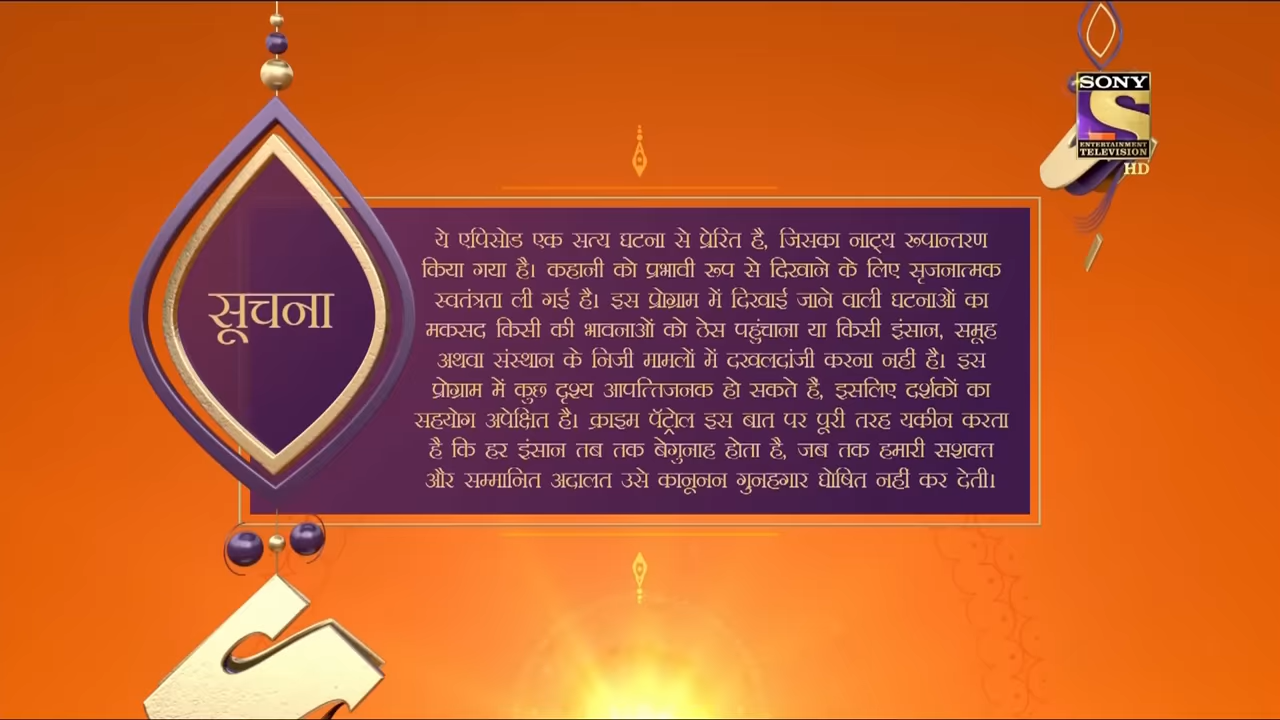 सूचना
ये एपिसोड एक सत्य घटना से प्रेरित है, जिसका नाट्य रूपान्तरण
किया गया है। कहानी को प्रभावी रूप से दिखाने के लिए सृजनात्मक
स्वतंत्रता ली गई है। इस प्रोग्राम में दिखाई जाने वाली घटनाओं का
मकसद किसी की भावनाओं को ठेस पहुंचाना या किसी इंसान, समूह
अथवा संस्थान के निजी मामलों में दखलदांजी करना नहीं है। इस
प्रोग्राम में कुछ दृश्य आपत्तिजनक हो सकते हैं, इसलिए दर्शकों का
सहयोग अपेक्षित है। क्राइम पॅट्रोल इस बात पर पूरी तरह यकीन करता
है कि हर इंसान तब तक बेगुनाह होता है, जब तक हमारी सशक्त
और सम्मानित अदालत उसे कानूनन गुनहगार घोषित नहीं कर देती।
SONY
S
ENTERTAINMENT
TELEVISION
HD